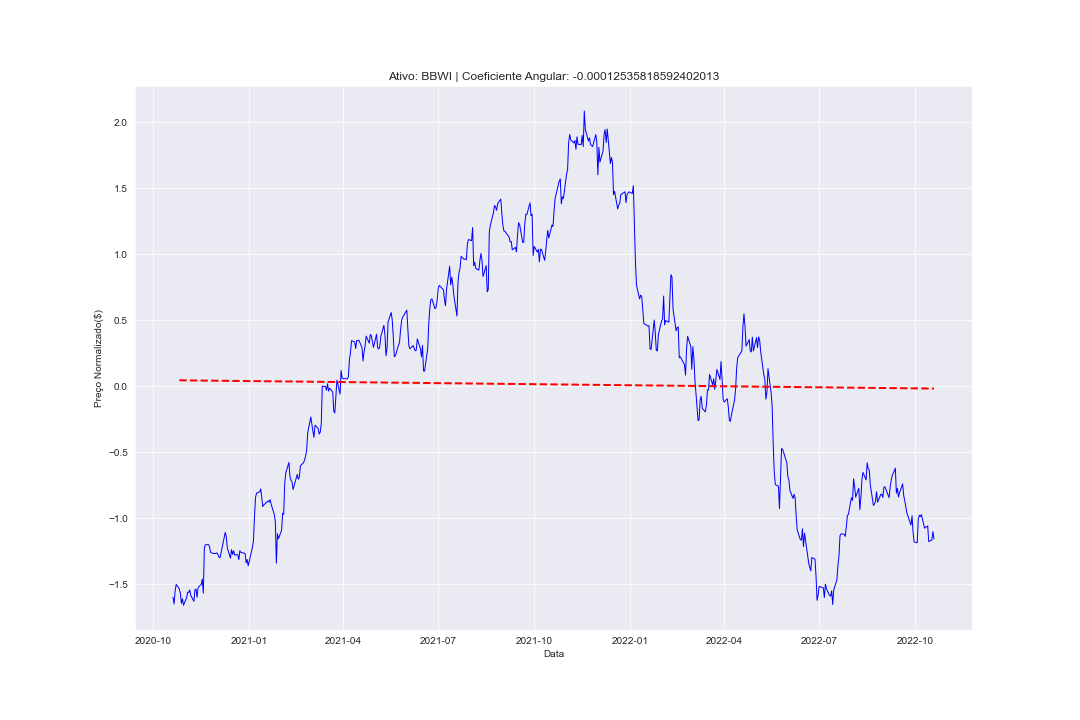 Ativo: BBWI | Coeficiente Angular: -0.00012535818592402013
Preço Normalizado($)
2.0
1.5
1.0
0.5
0.0
−0.5
−1.0
−1.5
2020-10 2021-01 2021-04 2021-07 2021-10 2022-01 2022-04 2022-07 2022-10
Data